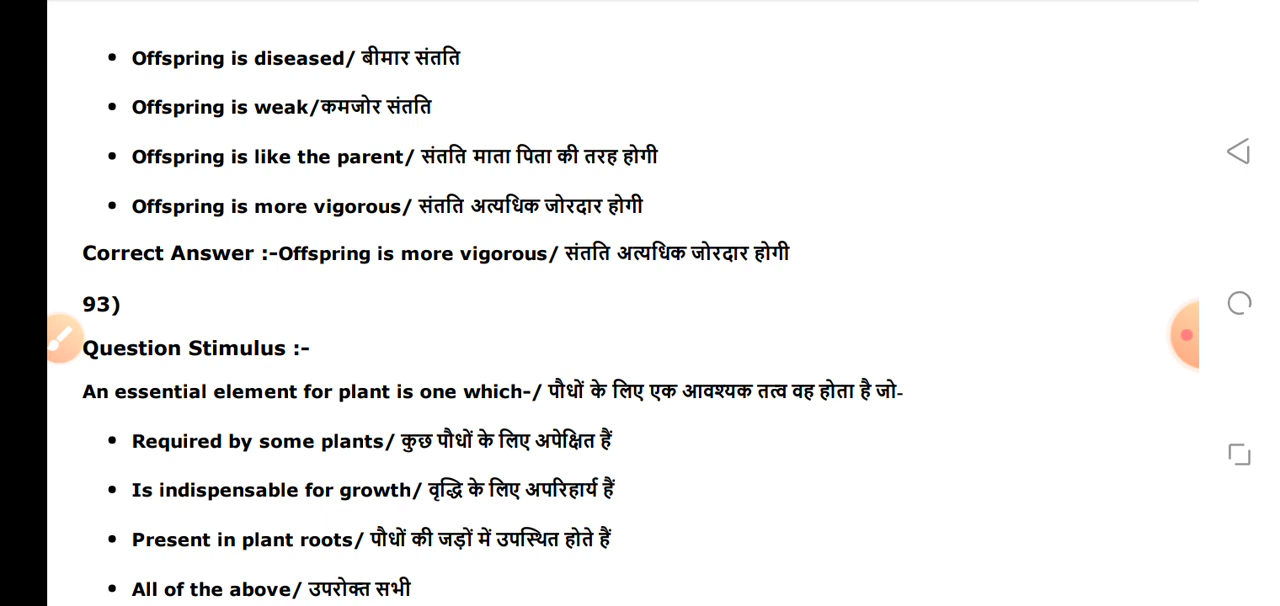 • Offspring is diseased/ बीमार संतति
• Offspring is weak/कमजोर संतति
• Offspring is like the parent/ संतति माता पिता की तरह होगी
• Offspring is more vigorous/ संतति अत्यधिक जोरदार होगी
Correct Answer :-Offspring is more vigorous/ संतति अत्यधिक जोरदार होगी
93)
Question Stimulus :-
An essential element for plant is one which-/ पौधों के लिए एक आवश्यक तत्व वह होता है जो-
• Required by some plants/ कुछ पौधों के लिए अपेक्षित हैं
• Is indispensable for growth/ वृद्धि के लिए अपरिहार्य हैं
• Present in plant roots/ पौधों की जड़ों में उपस्थित होते हैं
• All of the above/ उपरोक्त सभी